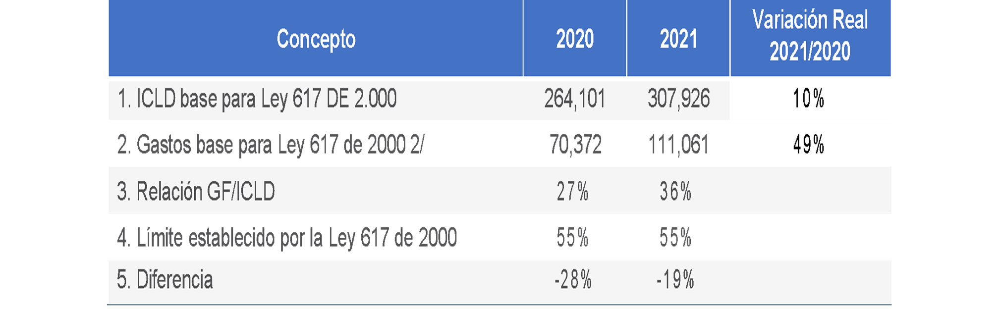 Concepto 2020 2021 Variación Real 2021/2020
1. ICLD base para Ley 617 DE 2.000 264,101 307,926 10%
2. Gastos base para Ley 617 de 2000 2/ 70,372 111,061 49%
3. Relación GF/ICLD 27% 36%
4. Límite establecido por la Ley 617 de 2000 55% 55%
5. Diferencia -28% -19%